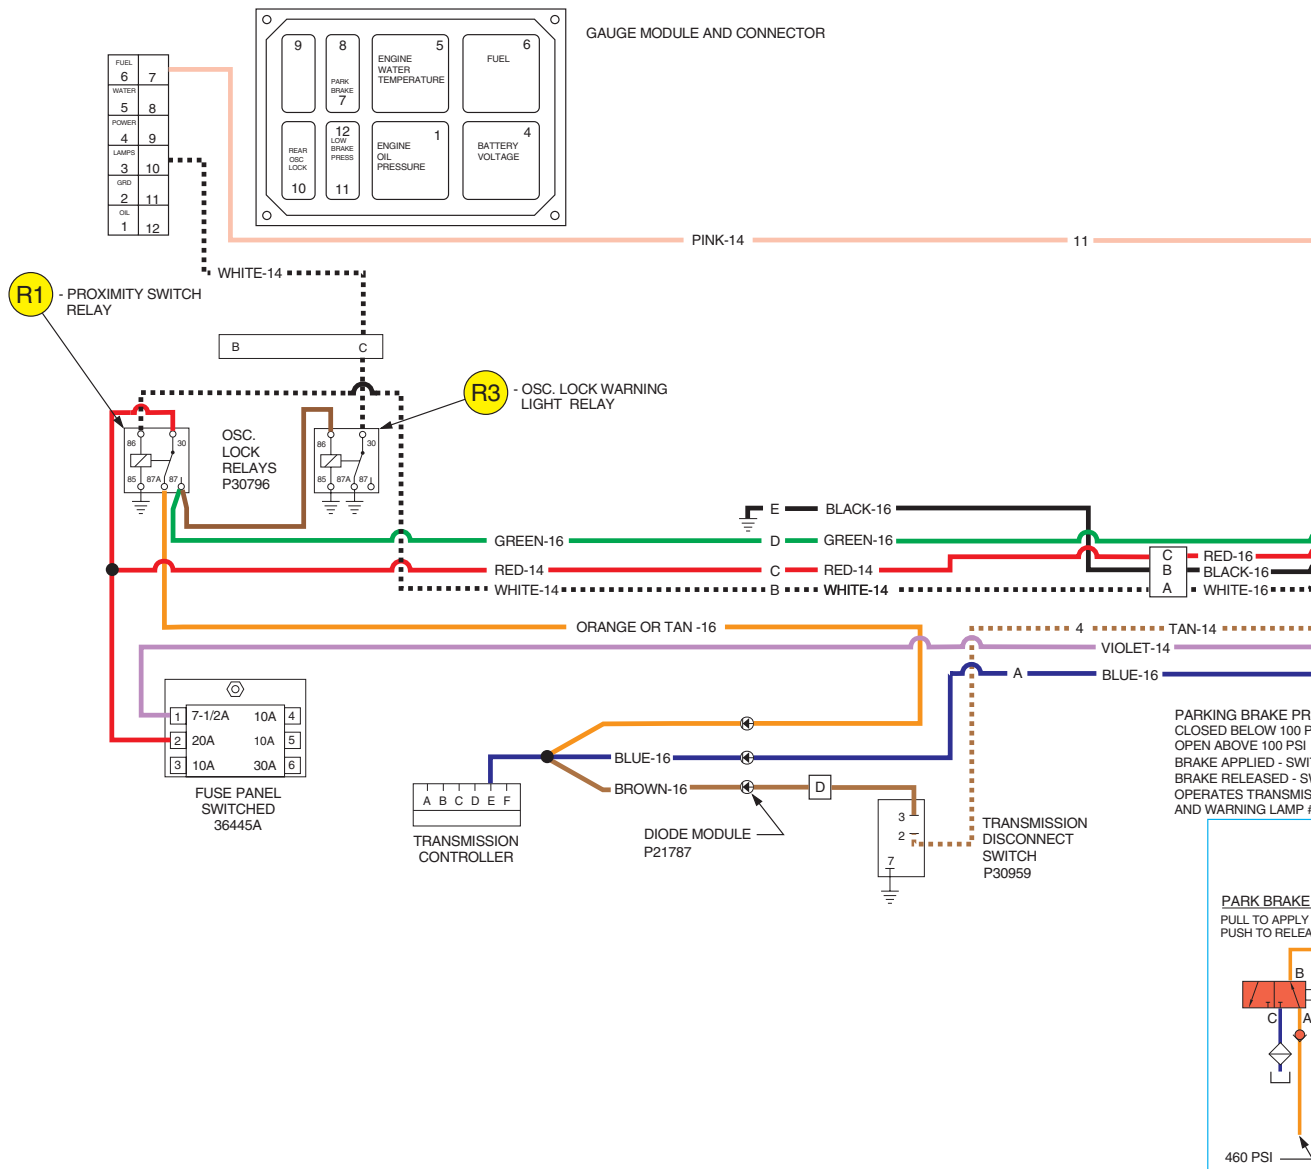 GAUGE MODULE AND CONNECTOR
FUEL
6 7
WATER
5 8
POWER
4 9
LAMPS
3 10
GRD
2 11
OIL
1 12
9
8
PARK
BRAKE
7
5
ENGINE
WATER
TEMPERATURE
6
FUEL
REAR
OSC
LOCK
10
12
LOW
BRAKE
PRESS
11
1
ENGINE
OIL
PRESSURE
4
BATTERY
VOLTAGE
PINK-14
11
WHITE-14
R1
- PROXIMITY SWITCH
RELAY
B C
R3
- OSC. LOCK WARNING
LIGHT RELAY
86 30
85 87A 87
OSC.
LOCK
RELAYS
P30796
86 30
85 87A 87
E BLACK-16
GREEN-16 D GREEN-16
RED-14 C RED-14
WHITE-14 B WHITE-14
C RED-16
B BLACK-16
A WHITE-16
ORANGE OR TAN -16
4 TAN-14
VIOLET-14
A BLUE-16
1 7-1/2A 10A 4
2 20A 10A 5
3 10A 30A 6
FUSE PANEL
SWITCHED
36445A
BLUE-16
BROWN-16
D
A B C D E F
TRANSMISSION
CONTROLLER
DIODE MODULE
P21787
3
2
7
TRANSMISSION
DISCONNECT
SWITCH
P30959
PARKING BRAKE PR
CLOSED BELOW 100 P
OPEN ABOVE 100 PSI
BRAKE APPLIED - SWI
BRAKE RELEASED - S
OPERATES TRANSMIS
AND WARNING LAMP #
PARK BRAKE
PULL TO APPLY
PUSH TO RELEA
B
C A
460 PSI